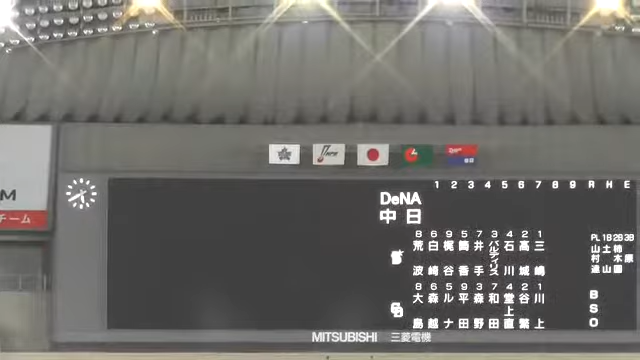 1 2 3 4 5 6 7 8 9 R H E
DeNA
中日
8 6 9 5 7 3 4 2 1
荒波 白崎 梶谷 筒香 井手 バルディリス 石川 高城 三嶋
PL 1B 2B 3B
山村達 土山 柿木園 原
8 6 9 5 3 7 4 2 1
大島 森越 ルナ 平田 森野 和田 堂上直 谷繁 川上
B
S
O
MITSUBISHI 三菱電機
M
チーム